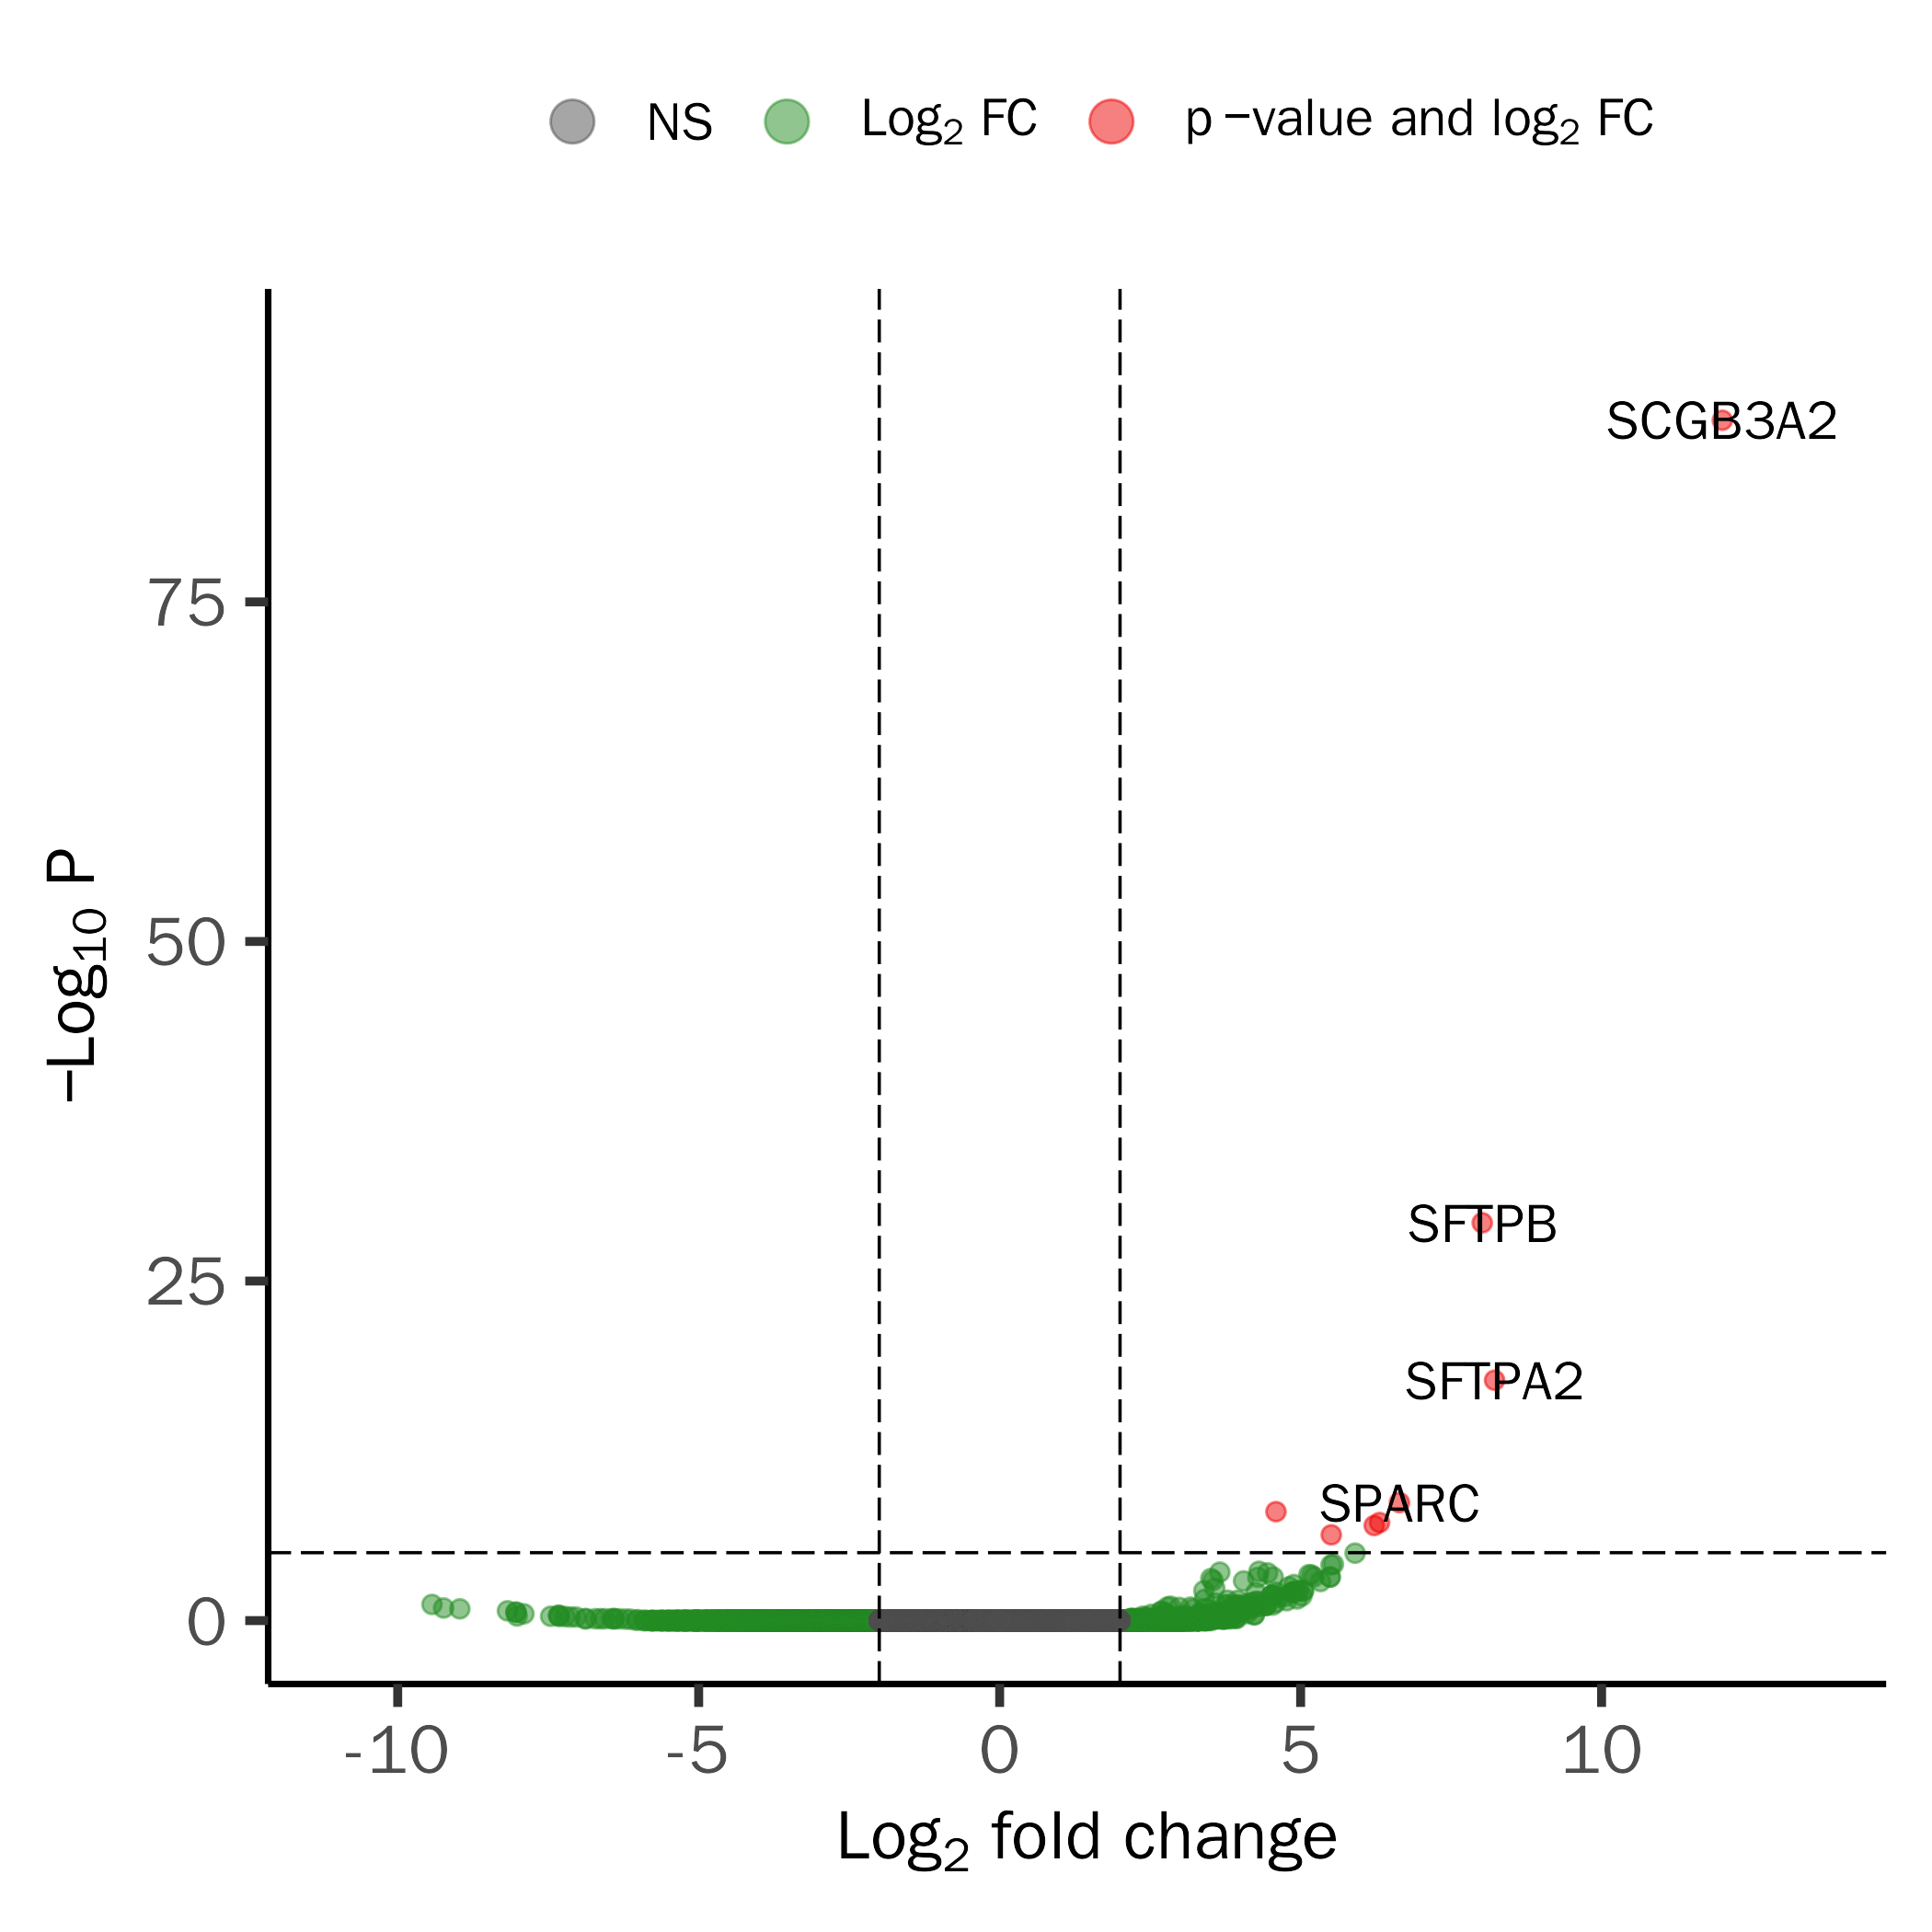 NS Log2 FC p −value and log2 FC
SCGB3A2
75
50
25
0
−Log10 P
SFTPB
SFTPA2
SPARC
-10 -5 0 5 10
Log2 fold change